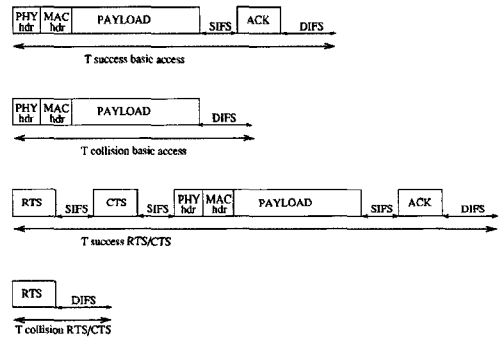 PHY hdr MAC hdr PAYLOAD SIFS ACK DIFS
T success basic access
PHY hdr MAC hdr PAYLOAD DIFS
T collision basic access
RTS SIFS CTS SIFS PHY hdr MAC hdr PAYLOAD SIFS ACK DIFS
T success RTS/CTS
RTS DIFS
T collision RTS/CTS